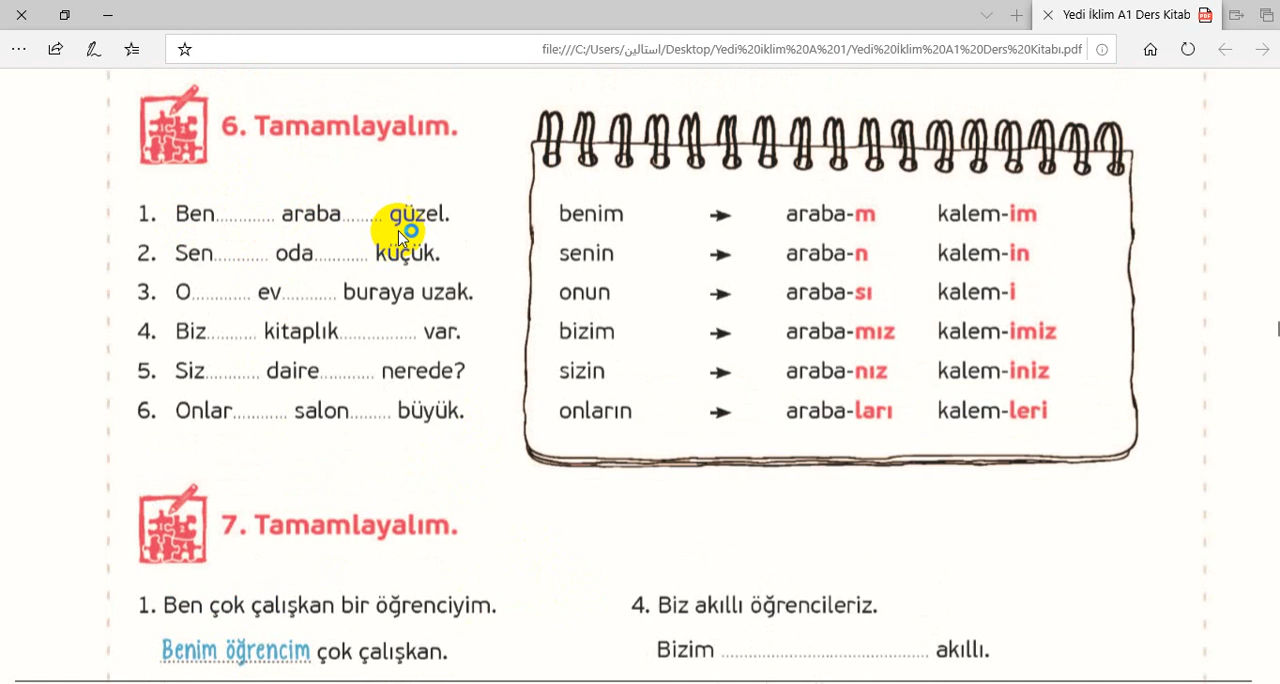 Yedi İklim A1 Ders Kitab
file:///C:/Users/استالين/Desktop/Yedi%20iklim%20A%201/Yedi%20İklim%20A1%20Ders%20Kitabı.pdf
6. Tamamlayalım.
1. Ben............ araba........ güzel.
2. Sen........... oda........... küçük.
3. O............ ev........... buraya uzak.
4. Biz.......... kitaplık................ var.
5. Siz........... daire........... nerede?
6. Onlar........... salon........ büyük.
benim araba-m kalem-im
senin araba-n kalem-in
onun araba-sı kalem-i
bizim araba-mız kalem-imiz
sizin araba-nız kalem-iniz
onların araba-ları kalem-leri
7. Tamamlayalım.
1. Ben çok çalışkan bir öğrenciyim.
Benim öğrencim çok çalışkan.
4. Biz akıllı öğrencileriz.
Bizim ........................................ akıllı.